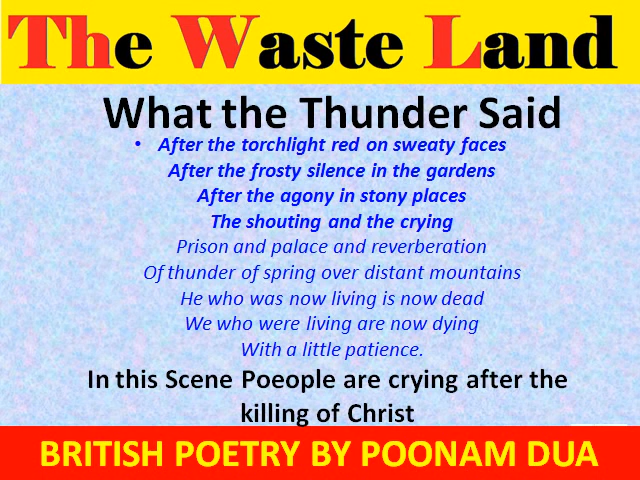 The Waste Land
What the Thunder Said
• After the torchlight red on sweaty faces
After the frosty silence in the gardens
After the agony in stony places
The shouting and the crying
Prison and palace and reverberation
Of thunder of spring over distant mountains
He who was now living is now dead
We who were living are now dying
With a little patience.
In this Scene Poeople are crying after the
killing of Christ
BRITISH POETRY BY POONAM DUA